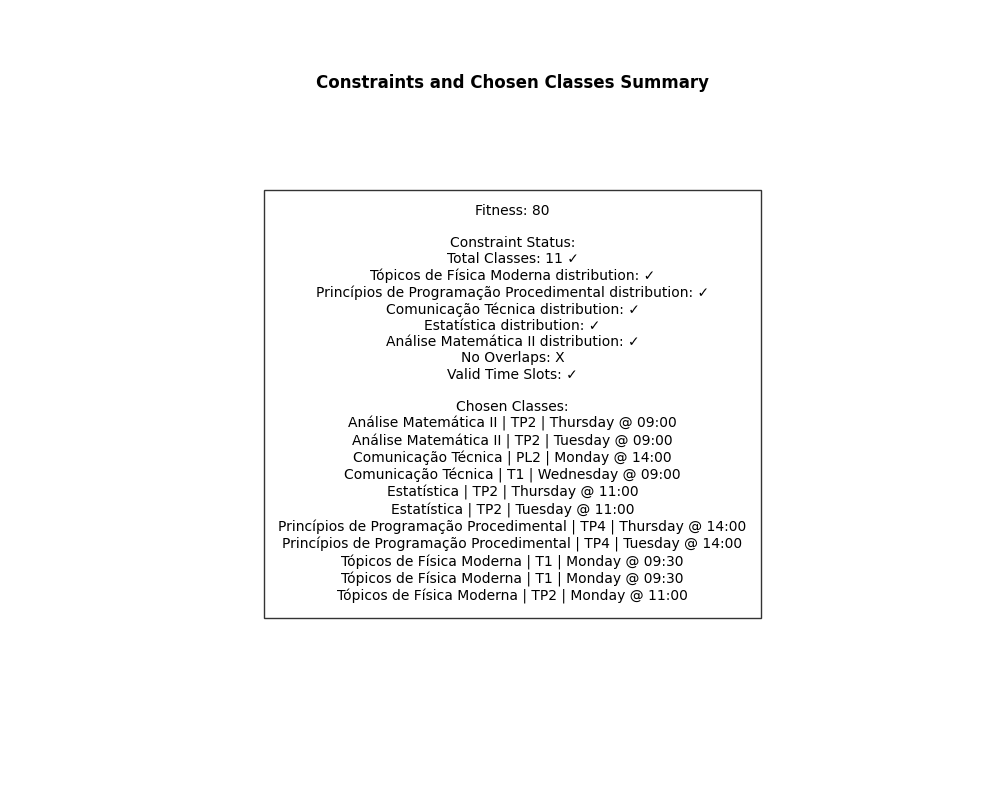 Constraints and Chosen Classes Summary
Fitness: 80
Constraint Status:
Total Classes: 11 ✓
Tópicos de Física Moderna distribution: ✓
Princípios de Programação Procedimental distribution: ✓
Comunicação Técnica distribution: ✓
Estatística distribution: ✓
Análise Matemática II distribution: ✓
No Overlaps: X
Valid Time Slots: ✓
Chosen Classes:
Análise Matemática II | TP2 | Thursday @ 09:00
Análise Matemática II | TP2 | Tuesday @ 09:00
Comunicação Técnica | PL2 | Monday @ 14:00
Comunicação Técnica | T1 | Wednesday @ 09:00
Estatística | TP2 | Thursday @ 11:00
Estatística | TP2 | Tuesday @ 11:00
Princípios de Programação Procedimental | TP4 | Thursday @ 14:00
Princípios de Programação Procedimental | TP4 | Tuesday @ 14:00
Tópicos de Física Moderna | T1 | Monday @ 09:30
Tópicos de Física Moderna | T1 | Monday @ 09:30
Tópicos de Física Moderna | TP2 | Monday @ 11:00